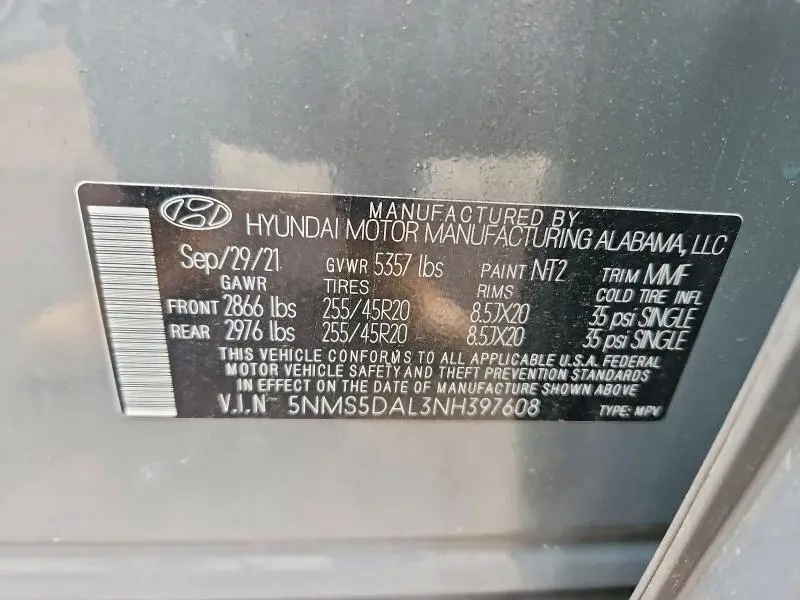 MANUFACTURED BY
HYUNDAI MOTOR MANUFACTURING ALABAMA, LLC
Sep/29/21 GVWR 5357 lbs PAINT NT2 TRIM MMF
GAWR TIRES RIMS COLD TIRE INFL
FRONT 2866 lbs 255/45R20 8.5JX20 35 psi SINGLE
REAR 2976 lbs 255/45R20 8.5JX20 35 psi SINGLE
THIS VEHICLE CONFORMS TO ALL APPLICABLE U.S.A. FEDERAL
MOTOR VEHICLE SAFETY AND THEFT PREVENTION STANDARDS
IN EFFECT ON THE DATE OF MANUFACTURE SHOWN ABOVE
V.I.N 5NMS5DAL3NH397608 TYPE: MPV